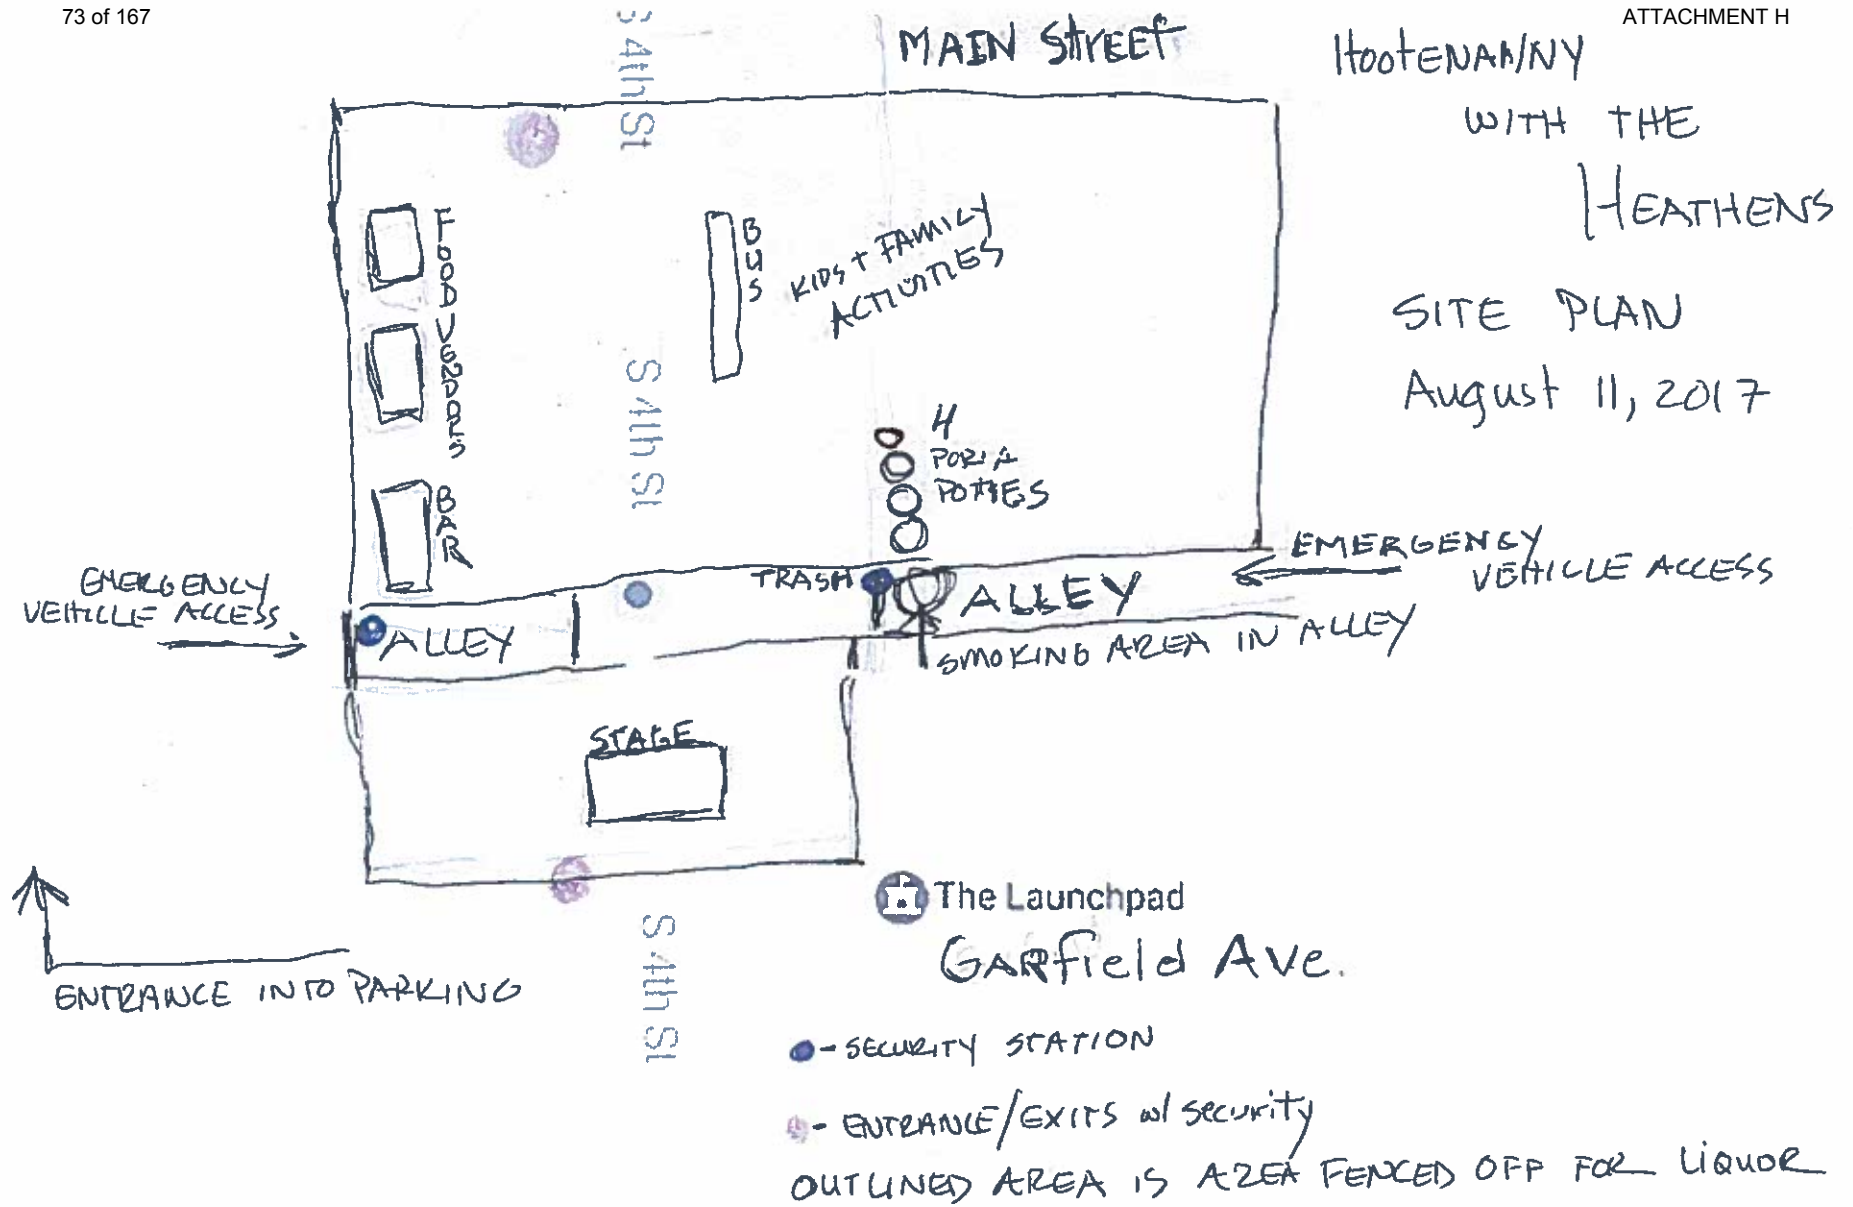 73 of 167
ATTACHMENT H
S 4th St
MAIN STREET
HootENANNY
WITH THE
HEATHENS
SITE PLAN
August 11, 2017
FOOD VENDORS
BUS
KIDS + FAMILY
ACTIVITIES
S 4th St
4
PORTA
POTTIES
BAR
EMERGENCY
VEHICLE ACCESS
EMERGENCY
VEHICLE ACCESS
TRASH
ALLEY
ALLEY
SMOKING AREA IN ALLEY
STAGE
The Launchpad
GARfield Ave.
ENTRANCE INTO PARKING
S 4th St
- SECURITY STATION
- ENTRANCE/EXITS w/ security
OUTLINED AREA IS AREA FENCED OFF FOR LIQUOR